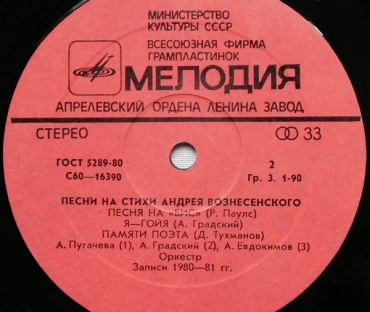 МИНИСТЕРСТВО
КУЛЬТУРЫ СССР
ВСЕСОЮЗНАЯ ФИРМА
ГРАМПЛАСТИНОК
МЕЛОДИЯ
АПРЕЛЕВСКИЙ ОРДЕНА ЛЕНИНА ЗАВОД
СТЕРЕО 33
ГОСТ 5289-80 2
С60—16390 Гр. 3. 1-90
ПЕСНИ НА СТИХИ АНДРЕЯ ВОЗНЕСЕНСКОГО
ПЕСНЯ НА «БИС» (Р. Паулс)
Я—ГОЙЯ (А. Градский)
ПАМЯТИ ПОЭТА (Д. Тухманов)
А. Пугачева (1), А. Градский (2), А. Евдокимов (3)
Оркестр
Записи 1980—81 гг.